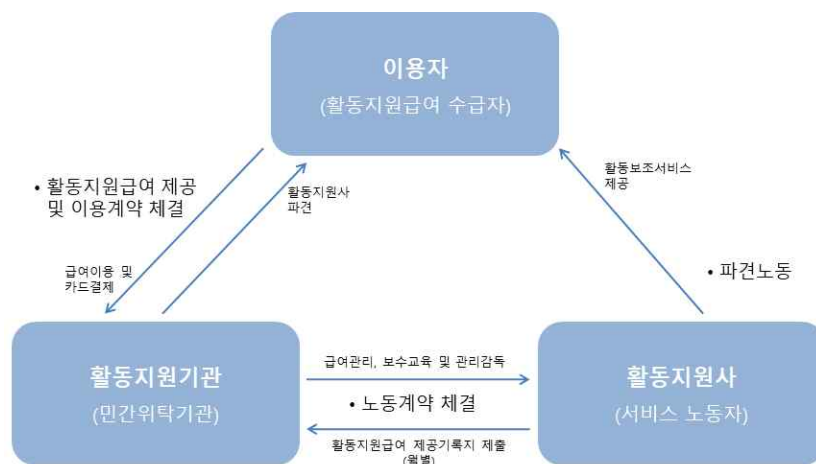 이용자
(활동지원급여 수급자)
• 활동지원급여 제공
및 이용계약 체결
활동지원사
파견
활동보조서비스
제공
급여이용 및
카드결제
• 파견노동
활동지원기관
(민간위탁기관)
급여관리, 보수교육 및 관리감독
• 노동계약 체결
활동지원급여 제공기록지 제출
(월별)
활동지원사
(서비스 노동자)